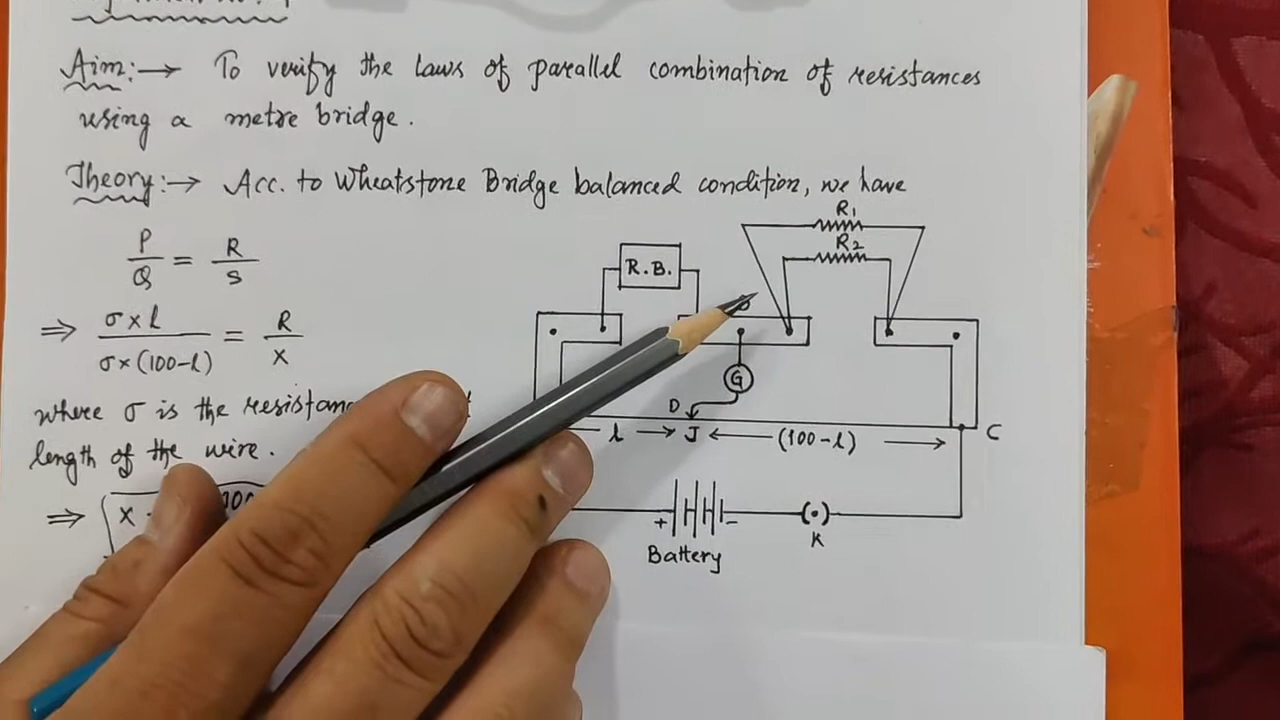 Aim:→ To verify the laws of parallel combination of resistances
using a metre bridge.
Theory:→ Acc. to Wheatstone Bridge balanced condition, we have
P/Q = R/S
⇒ σ×l / σ×(100-l) = R/X
where σ is the
length of the wire.
⇒ X
R.B.
R1
R2
B
G
D
l → J ← (100-l) → C
+ -
Battery
K